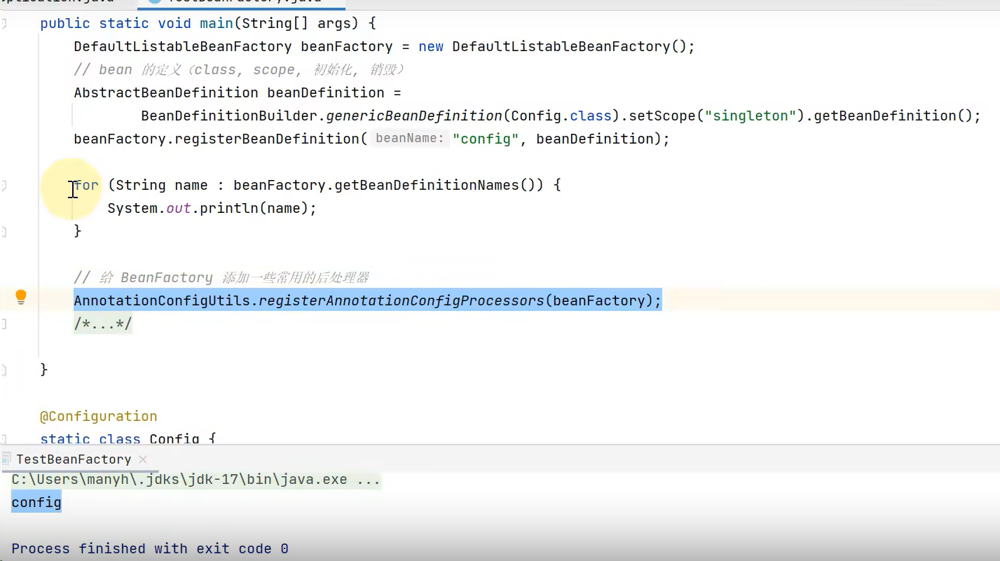 TestBeanFactory.java
public static void main(String[] args) {
DefaultListableBeanFactory beanFactory = new DefaultListableBeanFactory();
// bean 的定义（class, scope, 初始化, 销毁）
AbstractBeanDefinition beanDefinition =
BeanDefinitionBuilder.genericBeanDefinition(Config.class).setScope("singleton").getBeanDefinition();
beanFactory.registerBeanDefinition( beanName: "config", beanDefinition);
for (String name : beanFactory.getBeanDefinitionNames()) {
System.out.println(name);
}
// 给 BeanFactory 添加一些常用的后处理器
AnnotationConfigUtils.registerAnnotationConfigProcessors(beanFactory);
/*...*/
}
@Configuration
static class Config {
TestBeanFactory
C:\Users\manyh\.jdks\jdk-17\bin\java.exe ...
config
Process finished with exit code 0